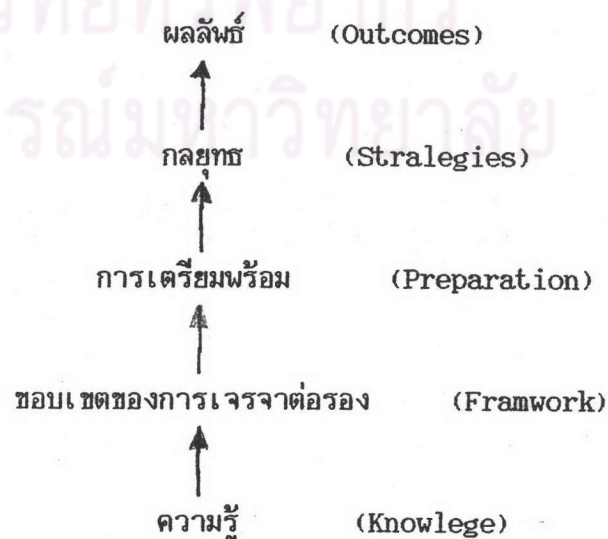 ผลลัพธ์ (Outcomes)
กลยุทธ (Stralegies)
การเตรียมพร้อม (Preparation)
ขอบเขตของการเจรจาต่อรอง (Framwork)
ความรู้ (Knowlege)